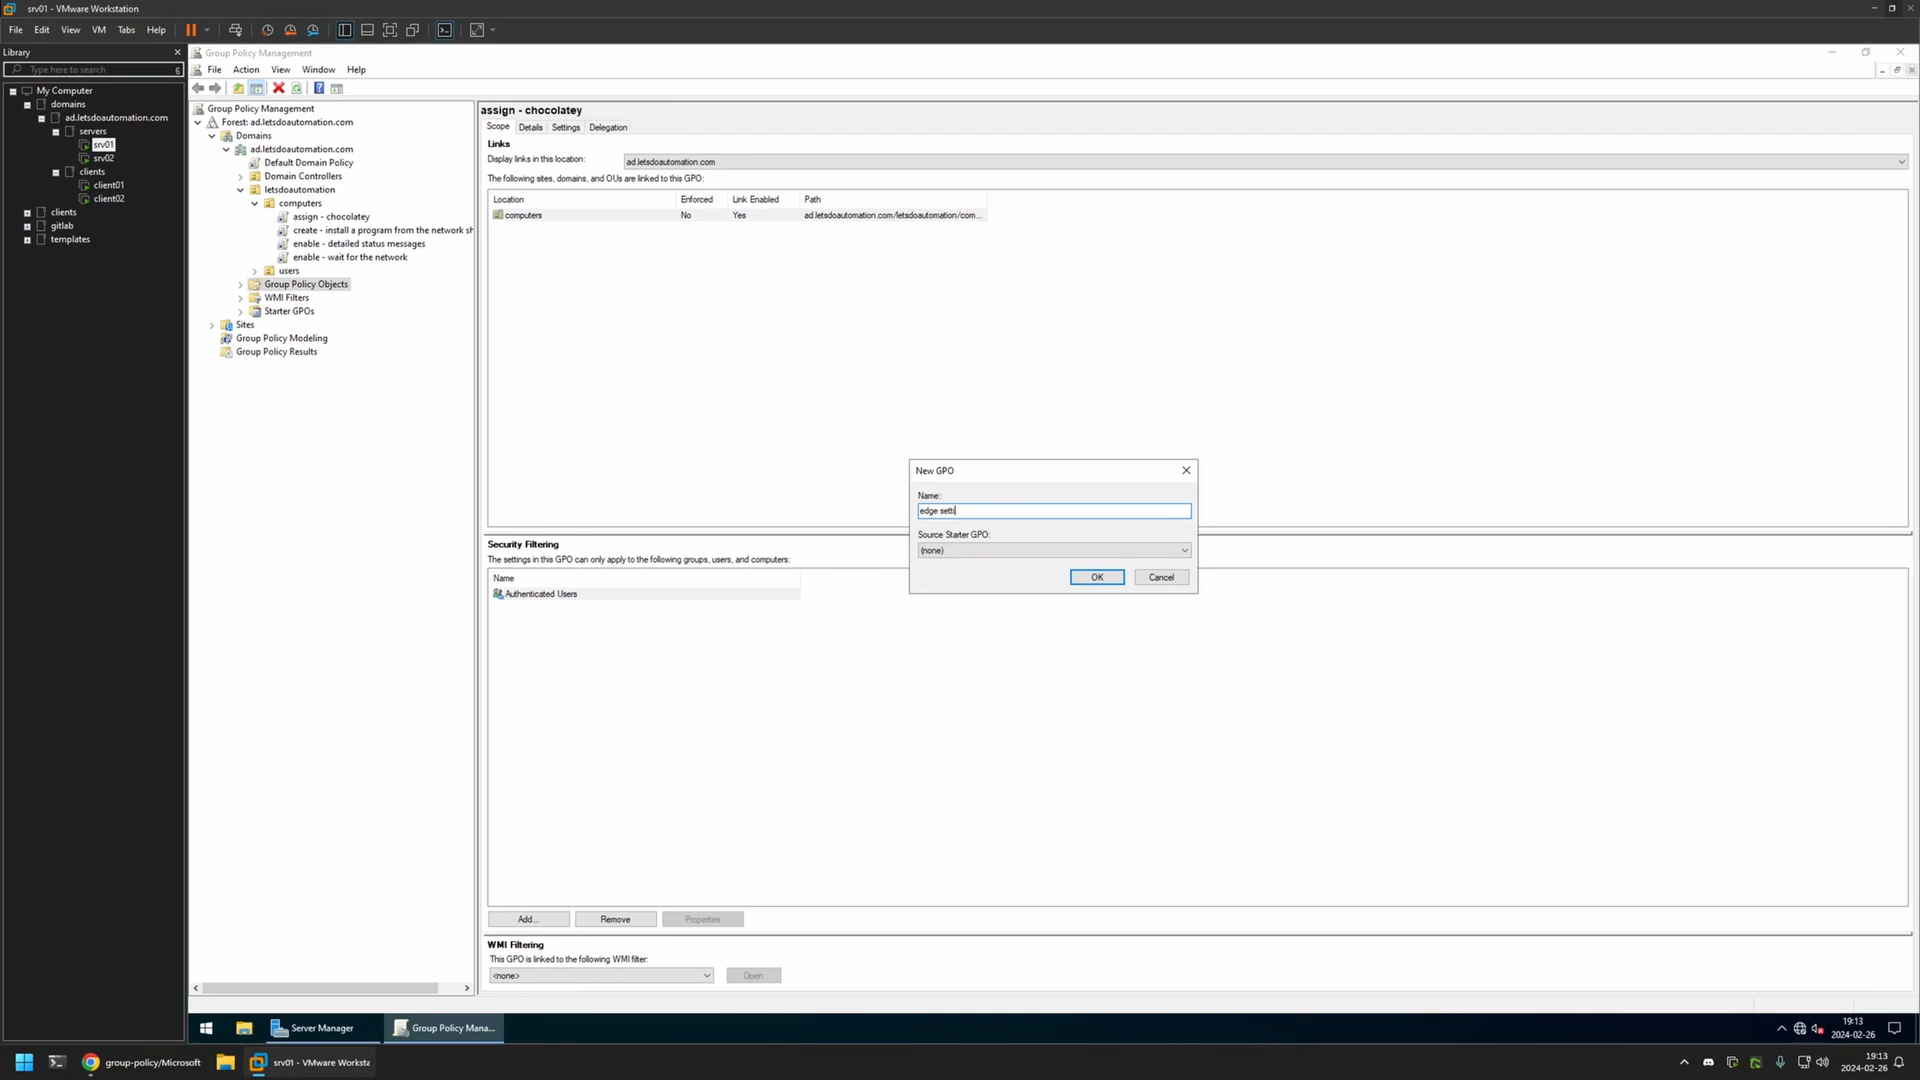 srv01 - VMware Workstation
File Edit View VM Tabs Help
Library
Type here to search
6
My Computer
domains
ad.letsdoautomation.com
servers
srv01
srv02
clients
client01
client02
clients
gitlab
templates
Group Policy Management
File Action View Window Help
Group Policy Management
Forest: ad.letsdoautomation.com
Domains
ad.letsdoautomation.com
Default Domain Policy
Domain Controllers
letsdoautomation
computers
assign - chocolatey
create - install a program from the network sh
enable - detailed status messages
enable - wait for the network
users
Group Policy Objects
WMI Filters
Starter GPOs
Sites
Group Policy Modeling
Group Policy Results
assign - chocolatey
Scope Details Settings Delegation
Links
Display links in this location:
ad.letsdoautomation.com
The following sites, domains, and OUs are linked to this GPO:
Location Enforced Link Enabled Path
computers No Yes ad.letsdoautomation.com/letsdoautomation/com...
New GPO
Name:
edge setti
Source Starter GPO:
(none)
OK Cancel
Security Filtering
The settings in this GPO can only apply to the following groups, users, and computers:
Name
Authenticated Users
Add... Remove Properties
WMI Filtering
This GPO is linked to the following WMI filter:
<none>
Open
Server Manager
Group Policy Mana...
19:13
2024-02-26
group-policy/Microsoft
srv01 - VMware Worksta
19:13
2024-02-26